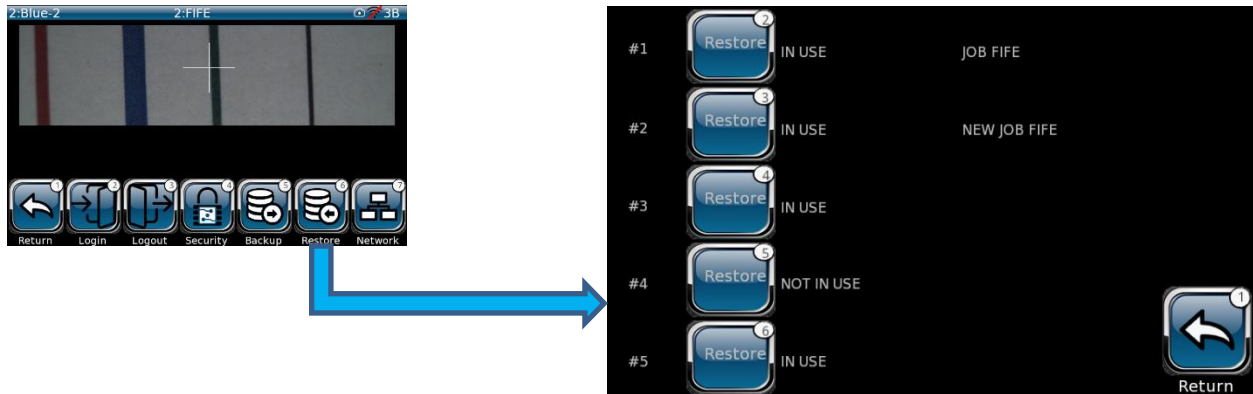 2:Blue-2 2:FIFE 3B
1 2 3 4 5 6 7
Return Login Logout Security Backup Restore Network
2
#1 Restore IN USE JOB FIFE
3
#2 Restore IN USE NEW JOB FIFE
4
#3 Restore IN USE
5
#4 Restore NOT IN USE
6
#5 Restore IN USE
1
Return